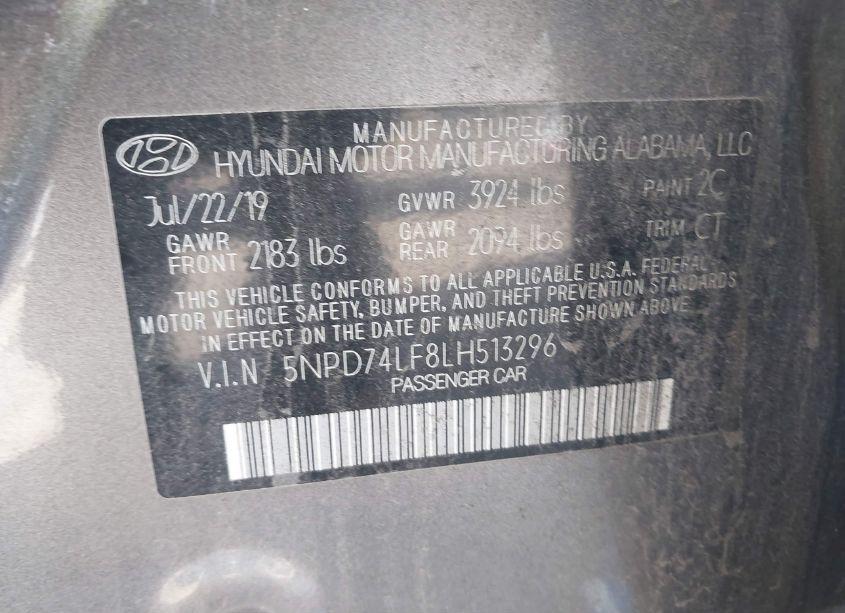 MANUFACTURED BY
HYUNDAI MOTOR MANUFACTURING ALABAMA, LLC
Jul/22/19 GVWR 3924 lbs PAINT 2C
GAWR FRONT 2183 lbs GAWR REAR 2094 lbs TRIM CT
THIS VEHICLE CONFORMS TO ALL APPLICABLE U.S.A. FEDERAL
MOTOR VEHICLE SAFETY, BUMPER, AND THEFT PREVENTION STANDARDS
IN EFFECT ON THE DATE OF MANUFACTURE SHOWN ABOVE
V.I.N 5NPD74LF8LH513296
PASSENGER CAR